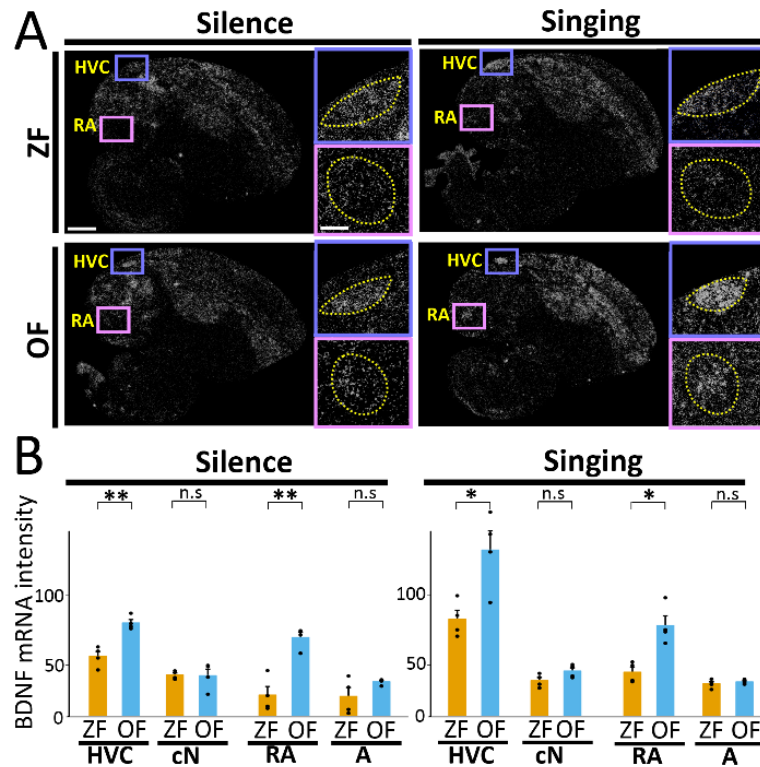 A
Silence
Singing
ZF
HVC
RA
HVC
RA
OF
HVC
RA
HVC
RA
B
Silence
Singing
** n.s ** n.s
* n.s * n.s
BDNF mRNA intensity
100
50
0
100
50
0
ZF OF ZF OF ZF OF ZF OF
HVC cN RA A
ZF OF ZF OF ZF OF ZF OF
HVC cN RA A